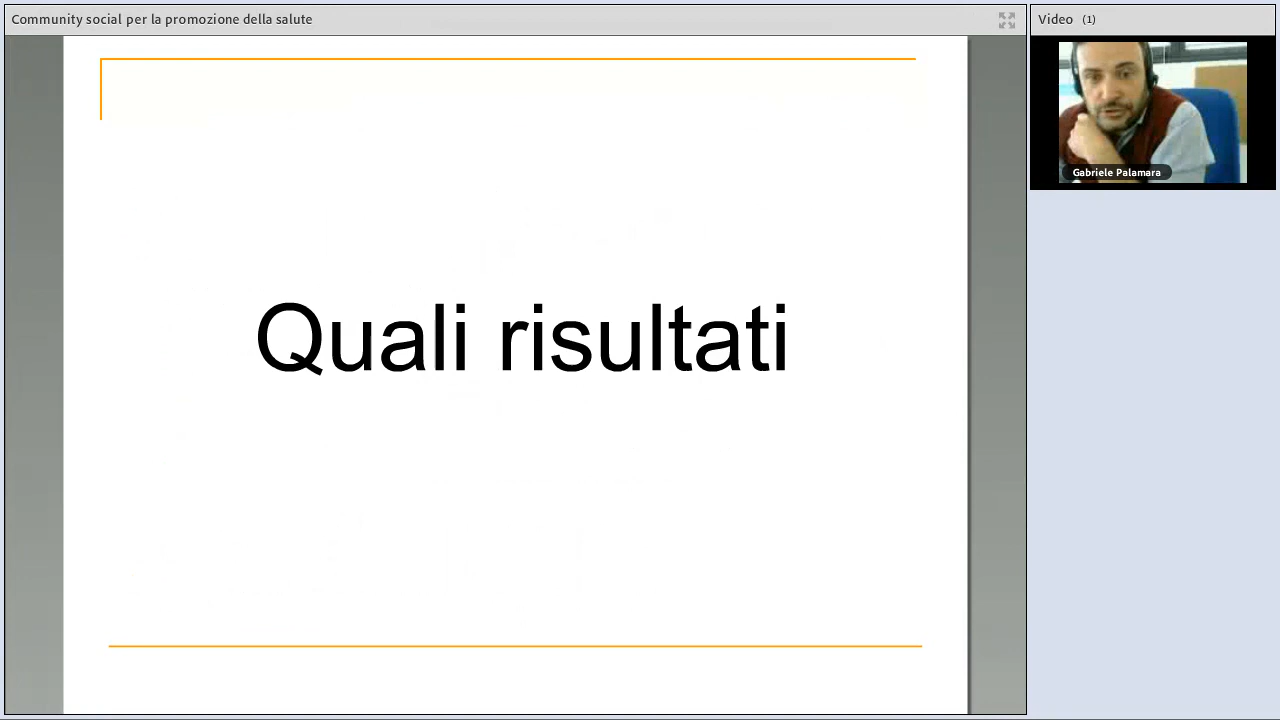 Community social per la promozione della salute
Video (1)
Gabriele Palamara
Quali risultati